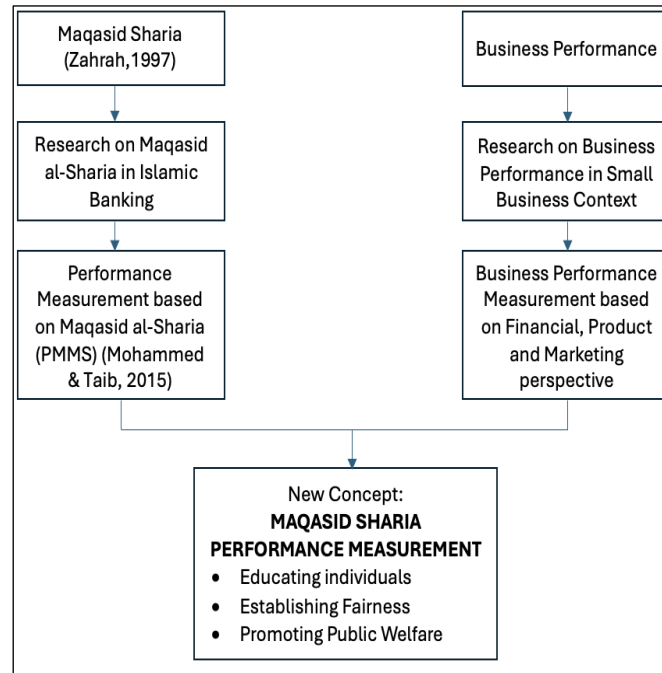 Maqasid Sharia
(Zahrah,1997)
Business Performance
Research on Maqasid
al-Sharia in Islamic
Banking
Research on Business
Performance in Small
Business Context
Performance
Measurement based
on Maqasid al-Sharia
(PMMS) (Mohammed
& Taib, 2015)
Business Performance
Measurement based
on Financial, Product
and Marketing
perspective
New Concept:
MAQASID SHARIA
PERFORMANCE MEASUREMENT
• Educating individuals
• Establishing Fairness
• Promoting Public Welfare